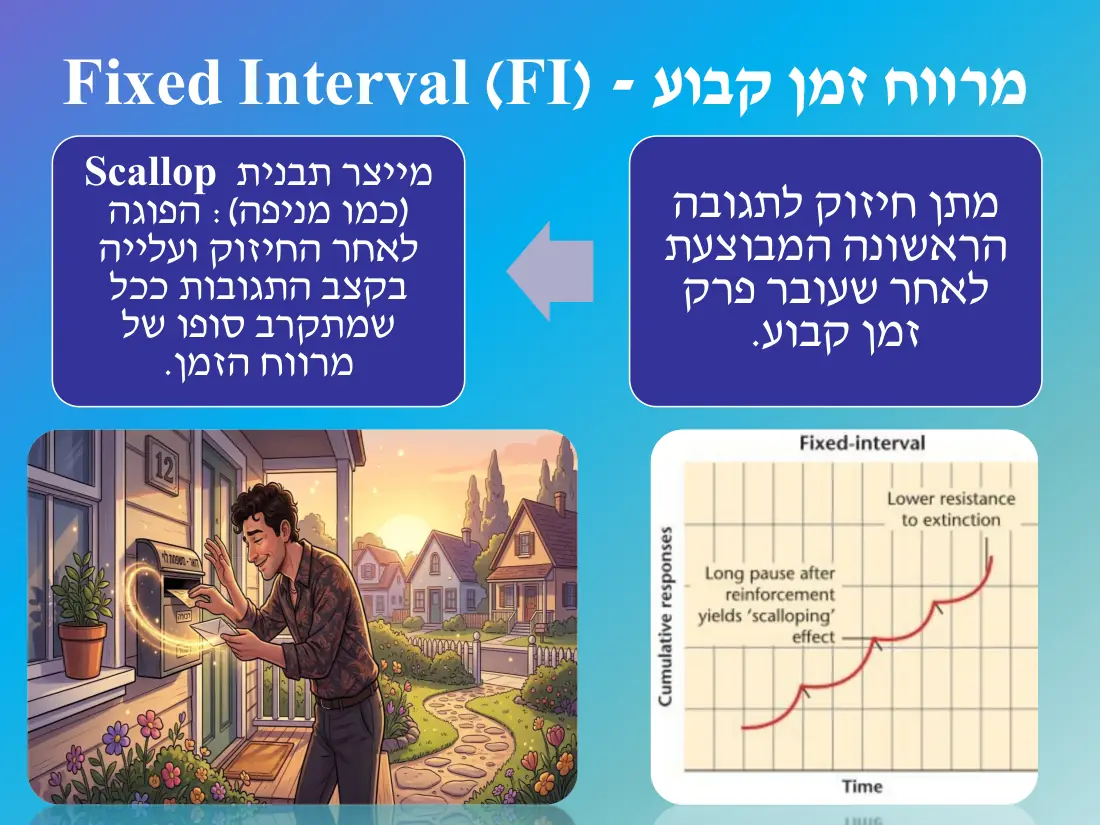 מרווח זמן קבוע - Fixed Interval (FI)
מתן חיזוק לתגובה
הראשונה המבוצעת
לאחר שעובר פרק
זמן קבוע.
מייצר תבנית Scallop
(כמו מניפה): הפוגה
לאחר החיזוק ועלייה
בקצב התגובות ככל
שמתקרב סופו של
מרווח הזמן.
12
Fixed-interval
Lower resistance
to extinction
Long pause after
reinforcement
yields ‘scalloping’
effect
Cumulative responses
Time